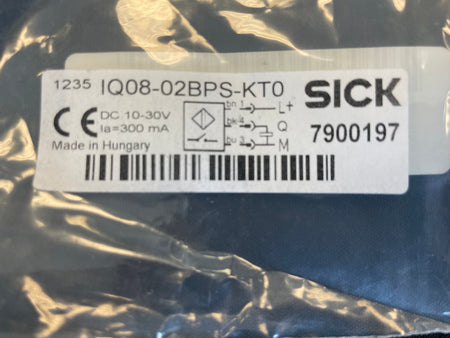 1235 IQ08-02BPS-KT0
SICK
CE DC 10-30V
Ia=300 mA
Made in Hungary
bn 1 L+
bk 4 Q
bu 3 M
7900197